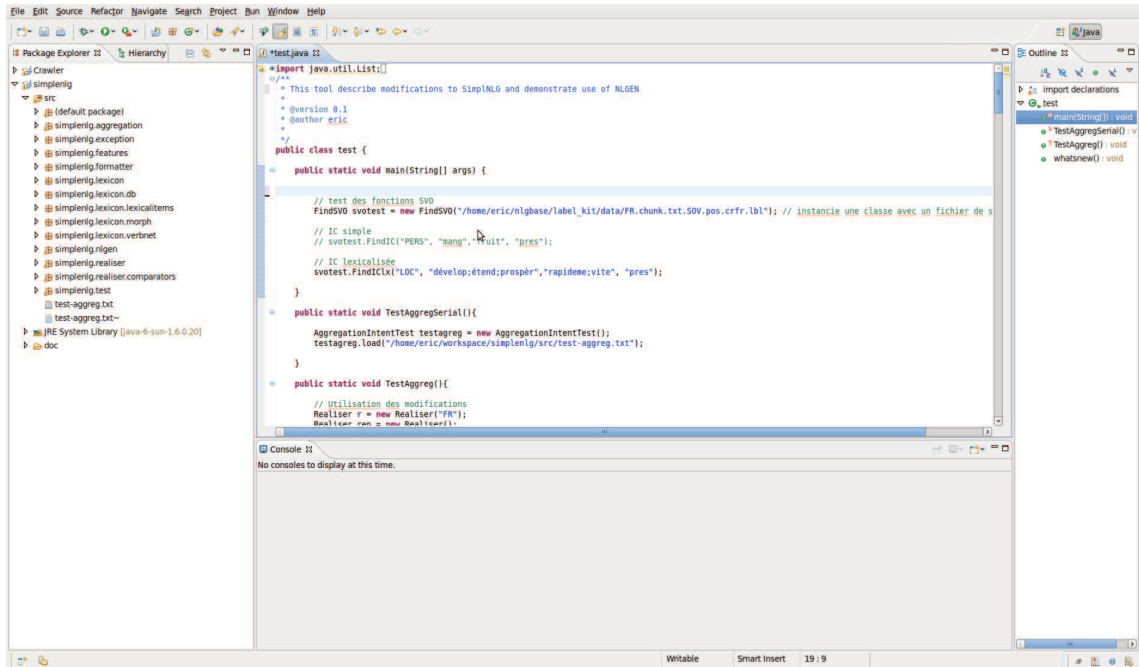 File Edit Source Refactor Navigate Search Project Run Window Help
Java
Package Explorer
Hierarchy
Crawler
simplenlg
src
(default package)
simplenlg.aggregation
simplenlg.exception
simplenlg.features
simplenlg.formatter
simplenlg.lexicon
simplenlg.lexicon.db
simplenlg.lexicon.lexicalitems
simplenlg.lexicon.morph
simplenlg.lexicon.verbnet
simplenlg.nlgen
simplenlg.realiser
simplenlg.realiser.comparators
simplenlg.test
test-aggreg.txt
test-aggreg.txt~
JRE System Library [java-6-sun-1.6.0.20]
doc
*test.java
import java.util.List;
/**
* This tool describe modifications to SimplNLG and demonstrate use of NLGEN
*
* @version 0.1
* @author eric
*
*/
public class test {
public static void main(String[] args) {
// test des fonctions SVO
FindSVO svotest = new FindSVO("/home/eric/nlgbase/label_kit/data/FR.chunk.txt.SOV.pos.crfr.lbl"); // instancie une classe avec un fichier de s
// IC simple
// svotest.FindIC("PERS", "mang","fruit", "pres");
// IC lexicalisée
svotest.FindIClx("LOC", "dévelop;étend;prospèr","rapideme;vite", "pres");
}
public static void TestAggregSerial(){
AggregationIntentTest testagreg = new AggregationIntentTest();
testagreg.load("/home/eric/workspace/simplenlg/src/test-aggreg.txt");
}
public static void TestAggreg(){
// Utilisation des modifications
Realiser r = new Realiser("FR");
Realiser ren = new Realiser();
Console
No consoles to display at this time.
Outline
import declarations
test
main(String[]) : void
TestAggregSerial() : v
TestAggreg() : void
whatsnew() : void
Writable Smart Insert 19 : 9